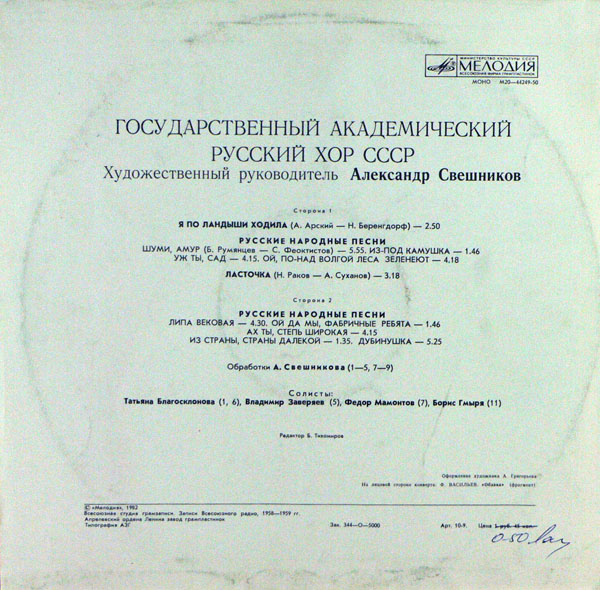 МИНИСТЕРСТВО КУЛЬТУРЫ СССР
МЕЛОДИЯ
ВСЕСОЮЗНАЯ ФИРМА ГРАМПЛАСТИНОК
МОНО М20—44249-50
ГОСУДАРСТВЕННЫЙ АКАДЕМИЧЕСКИЙ
РУССКИЙ ХОР СССР
Художественный руководитель Александр Свешников
Сторона 1
Я ПО ЛАНДЫШИ ХОДИЛА (А. Арский — Н. Беренгдорф) — 2.50
РУССКИЕ НАРОДНЫЕ ПЕСНИ
ШУМИ, АМУР (Б. Румянцев — С. Феоктистов) — 5.55. ИЗ-ПОД КАМУШКА — 1.46
УЖ ТЫ, САД — 4.15. ОЙ, ПО-НАД ВОЛГОЙ ЛЕСА ЗЕЛЕНЕЮТ — 4.18
ЛАСТОЧКА (Н. Раков — А. Суханов) — 3.18
Сторона 2
РУССКИЕ НАРОДНЫЕ ПЕСНИ
ЛИПА ВЕКОВАЯ — 4.30. ОЙ ДА МЫ, ФАБРИЧНЫЕ РЕБЯТА — 1.46
АХ ТЫ, СТЕПЬ ШИРОКАЯ — 4.15
ИЗ СТРАНЫ, СТРАНЫ ДАЛЕКОЙ — 1.35. ДУБИНУШКА — 5.25
Обработки А. Свешникова (1—5, 7—9)
Солисты:
Татьяна Благосклонова (1, 6), Владимир Заверяев (5), Федор Мамонтов (7), Борис Гмыря (11)
Редактор Б. Тихомиров
Оформление художника А. Григорьева
На лицевой стороне конверта: Ф. ВАСИЛЬЕВ. «Обвиал» (фрагмент)
© «Мелодия», 1982
Всесоюзная студия грамзаписи. Записи Всесоюзного радио, 1958—1959 гг.
Апрелевский ордена Ленина завод грампластинок
Типография АЗГ Зак. 344—О—5000 Арт. 10-9. Цена 1 руб. 45 коп.
0-50